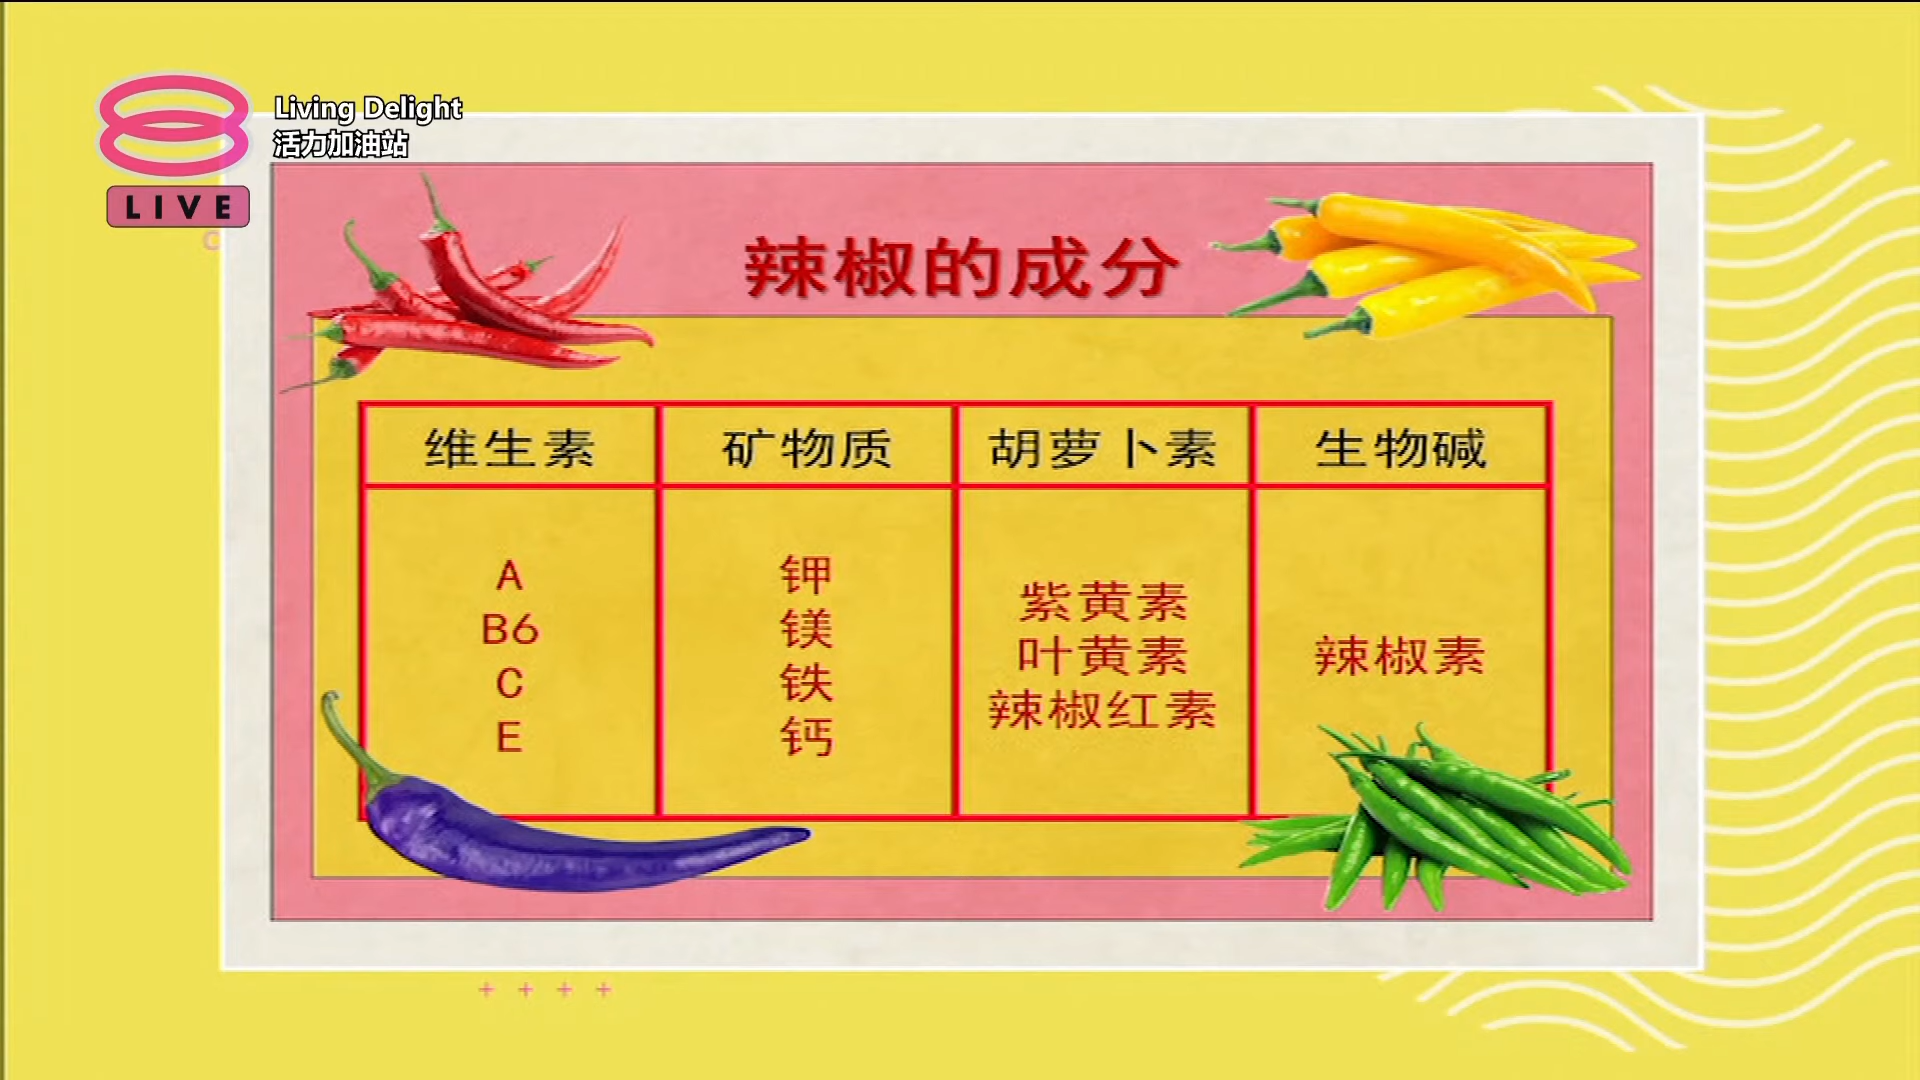 Living Delight
活力加油站
LIVE
辣椒的成分
维生素
矿物质
胡萝卜素
生物碱
A
B6
C
E
钾
镁
铁
钙
紫黄素
叶黄素
辣椒红素
辣椒素